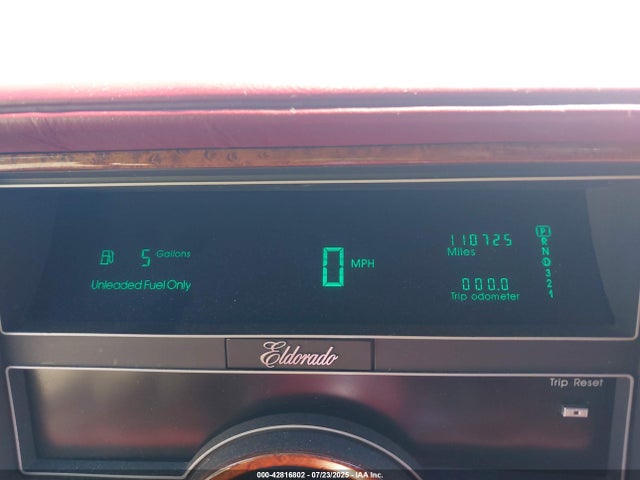 5 Gallons
Unleaded Fuel Only
0 MPH
110725
Miles
000.0
Trip odometer
P
R
N
D
3
2
1
Eldorado
Trip Reset
000-42816802 - 07/23/2025 - IAA Inc.